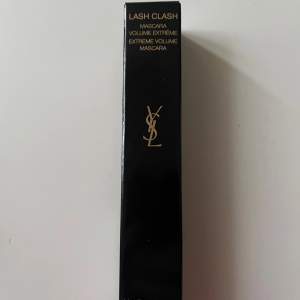 LASH CLASH
MASCARA
VOLUME EXTRÊME
EXTREME VOLUME
MASCARA
YSL